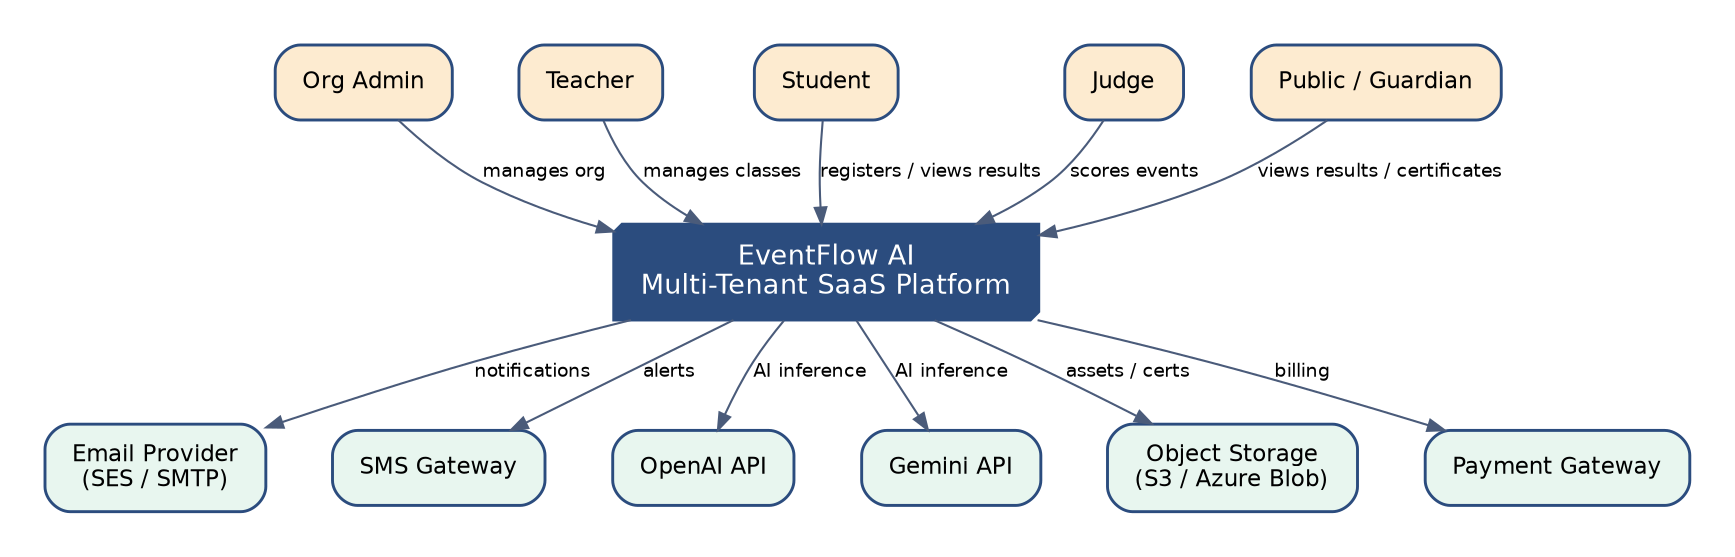 Org Admin
Teacher
Student
Judge
Public / Guardian
manages org
manages classes
registers / views results
scores events
views results / certificates
EventFlow AI
Multi-Tenant SaaS Platform
notifications
alerts
AI inference
AI inference
assets / certs
billing
Email Provider
(SES / SMTP)
SMS Gateway
OpenAI API
Gemini API
Object Storage
(S3 / Azure Blob)
Payment Gateway